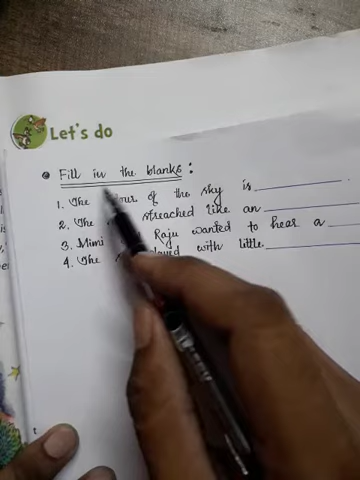 Let's do
Fill in the blanks:
1. The of the sky is
2. The streached like an
3. Mimi Raju wanted to hear a
4. The with little